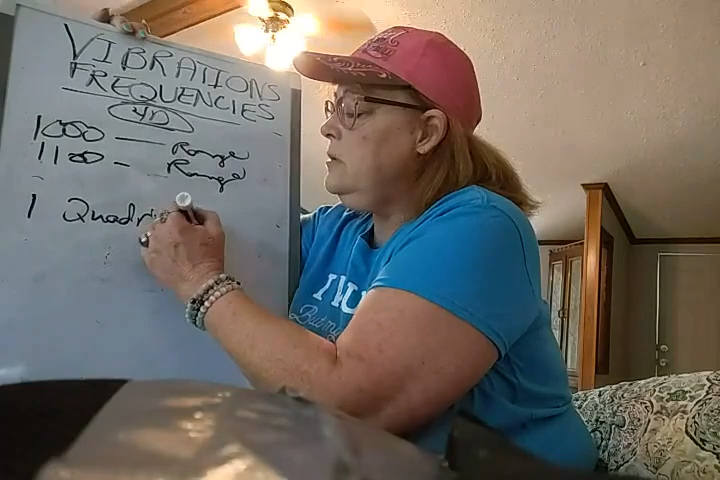 VIBRATIONS
FREQUENCIES
4D
1000 — Range
1100 — Range
1 Quadri